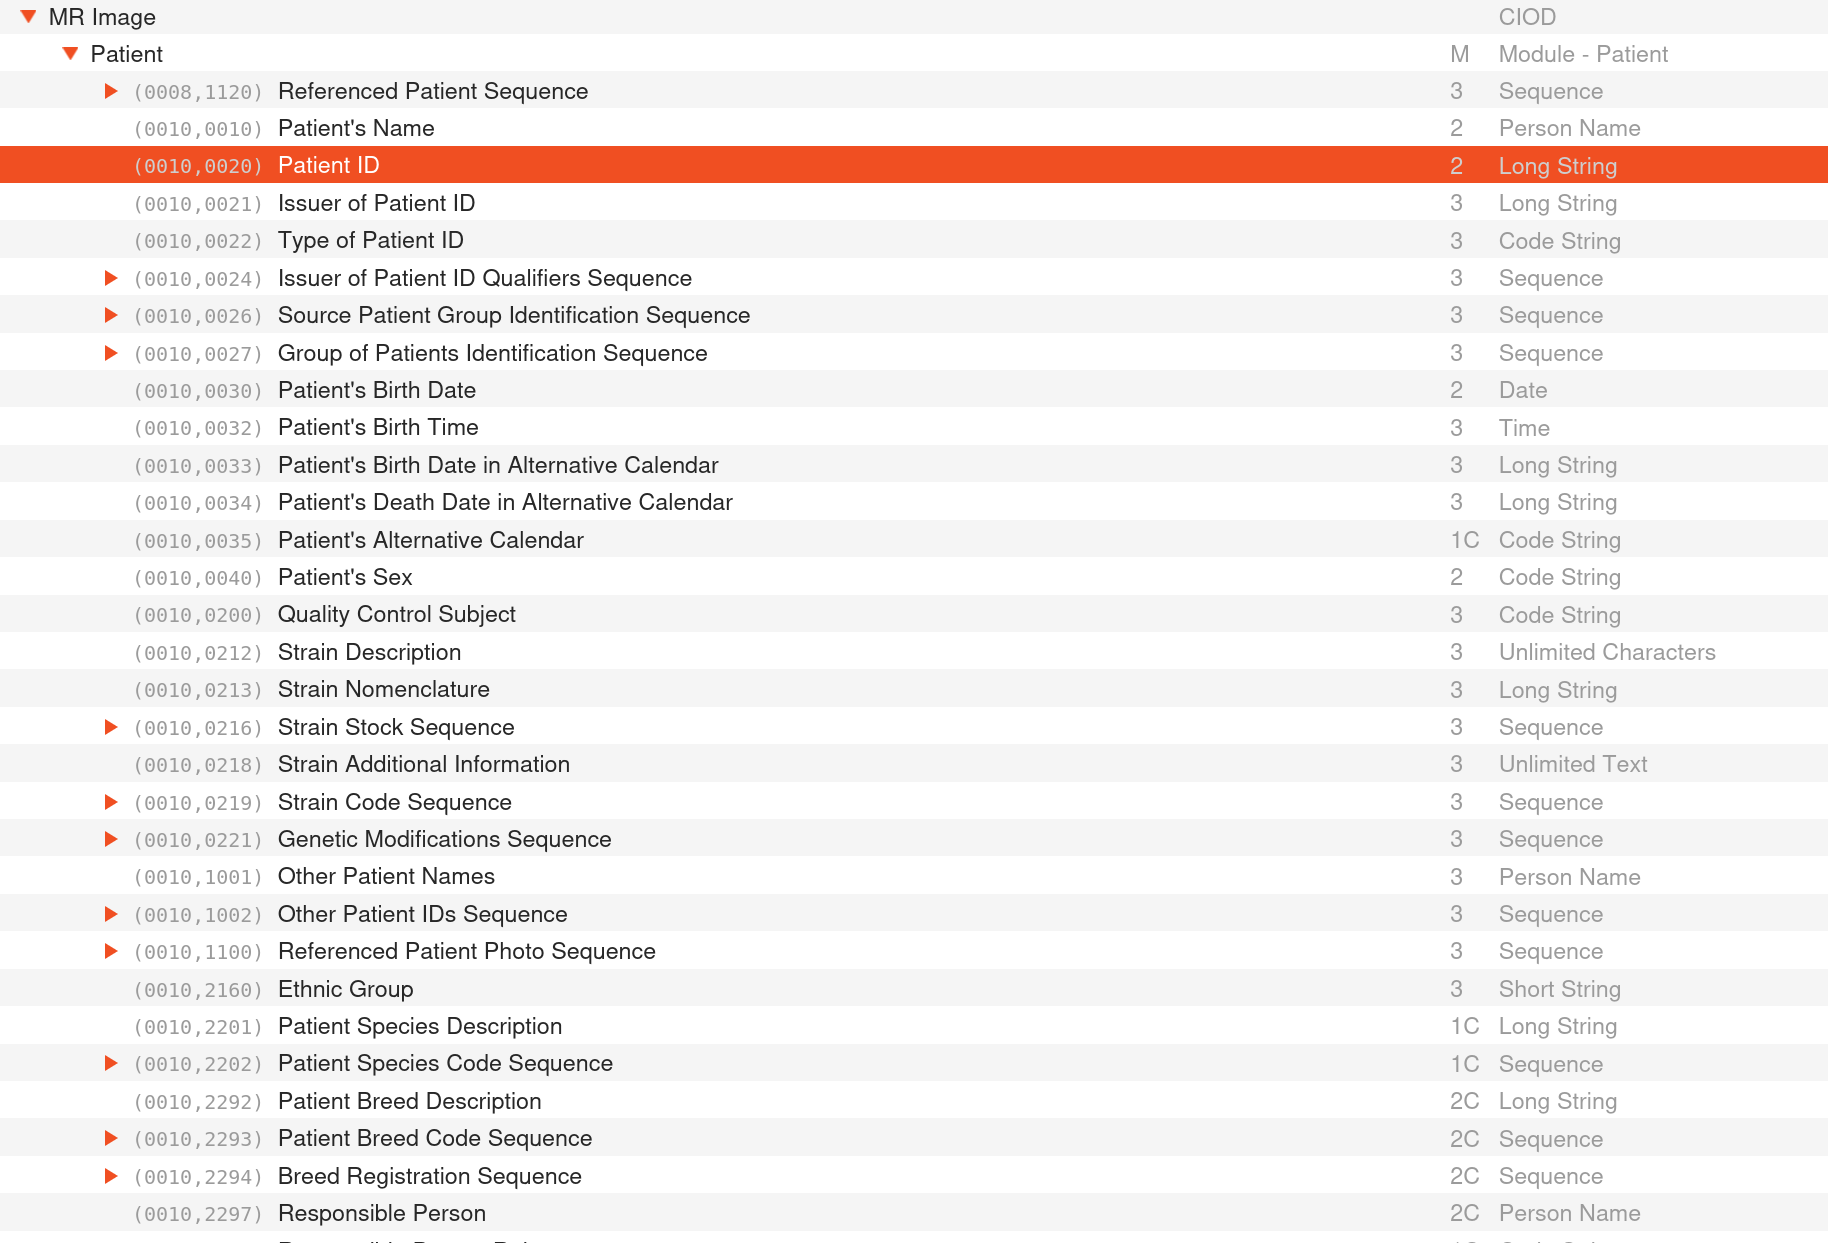 MR Image CIOD
Patient M Module - Patient
(0008,1120) Referenced Patient Sequence 3 Sequence
(0010,0010) Patient's Name 2 Person Name
(0010,0020) Patient ID 2 Long String
(0010,0021) Issuer of Patient ID 3 Long String
(0010,0022) Type of Patient ID 3 Code String
(0010,0024) Issuer of Patient ID Qualifiers Sequence 3 Sequence
(0010,0026) Source Patient Group Identification Sequence 3 Sequence
(0010,0027) Group of Patients Identification Sequence 3 Sequence
(0010,0030) Patient's Birth Date 2 Date
(0010,0032) Patient's Birth Time 3 Time
(0010,0033) Patient's Birth Date in Alternative Calendar 3 Long String
(0010,0034) Patient's Death Date in Alternative Calendar 3 Long String
(0010,0035) Patient's Alternative Calendar 1C Code String
(0010,0040) Patient's Sex 2 Code String
(0010,0200) Quality Control Subject 3 Code String
(0010,0212) Strain Description 3 Unlimited Characters
(0010,0213) Strain Nomenclature 3 Long String
(0010,0216) Strain Stock Sequence 3 Sequence
(0010,0218) Strain Additional Information 3 Unlimited Text
(0010,0219) Strain Code Sequence 3 Sequence
(0010,0221) Genetic Modifications Sequence 3 Sequence
(0010,1001) Other Patient Names 3 Person Name
(0010,1002) Other Patient IDs Sequence 3 Sequence
(0010,1100) Referenced Patient Photo Sequence 3 Sequence
(0010,2160) Ethnic Group 3 Short String
(0010,2201) Patient Species Description 1C Long String
(0010,2202) Patient Species Code Sequence 1C Sequence
(0010,2292) Patient Breed Description 2C Long String
(0010,2293) Patient Breed Code Sequence 2C Sequence
(0010,2294) Breed Registration Sequence 2C Sequence
(0010,2297) Responsible Person 2C Person Name